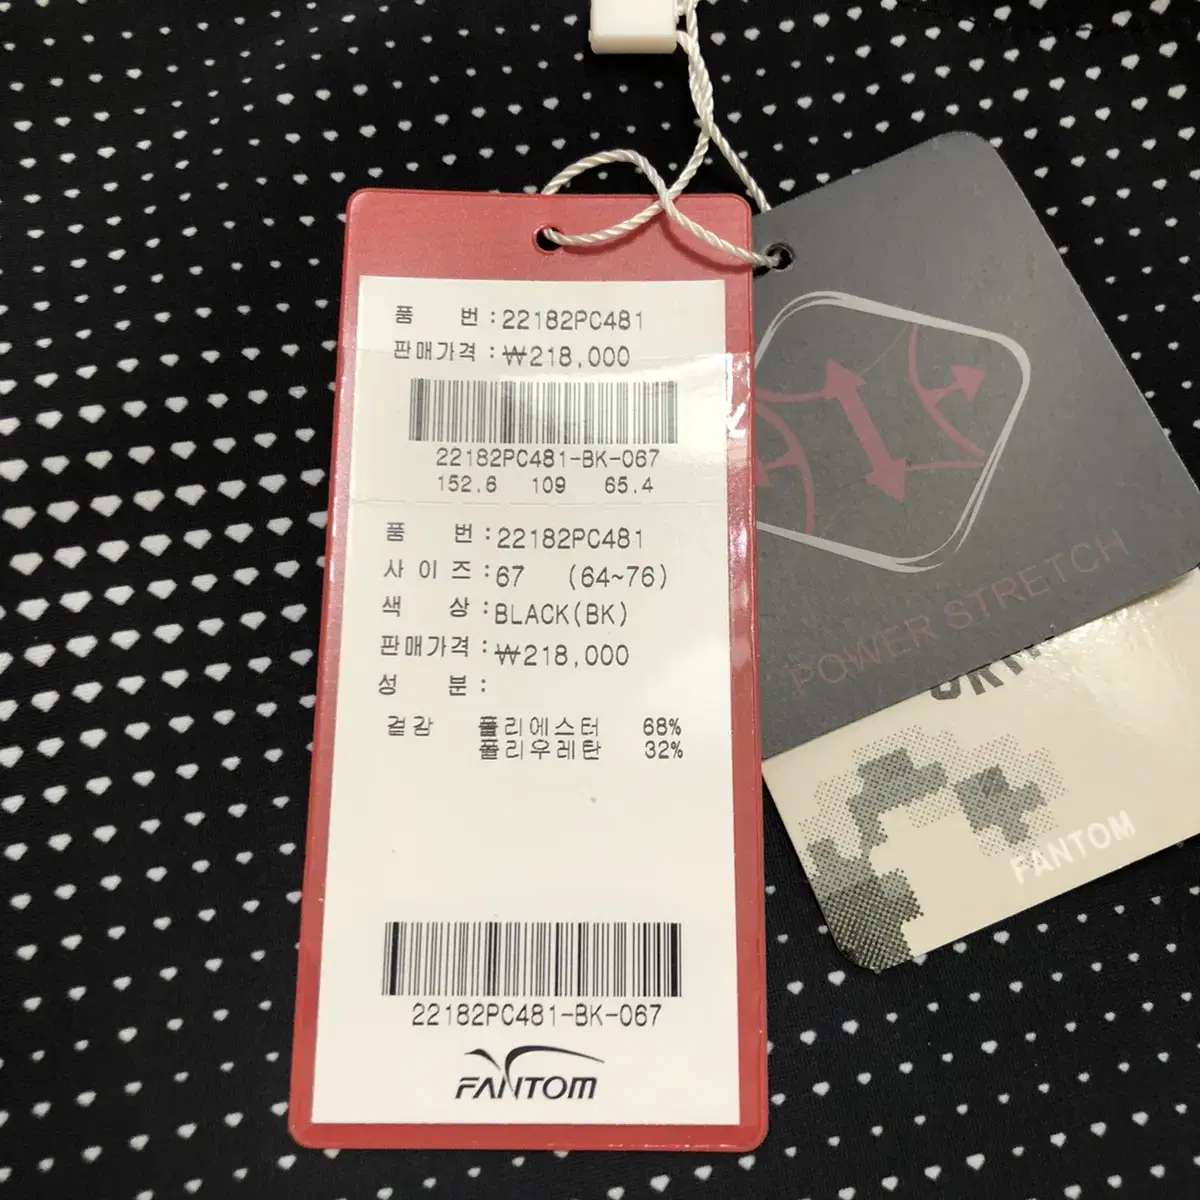 품 번 : 22182PC481
판매가격 : ₩218,000
22182PC481-BK-067
152.6 109 65.4
품 번 : 22182PC481
사 이 즈 : 67 (64~76)
색 상 : BLACK(BK)
판매가격 : ₩218,000
성 분 :
겉감 폴리에스터 68%
폴리우레탄 32%
22182PC481-BK-067
FANTOM
POWER STRETCH
FANTOM